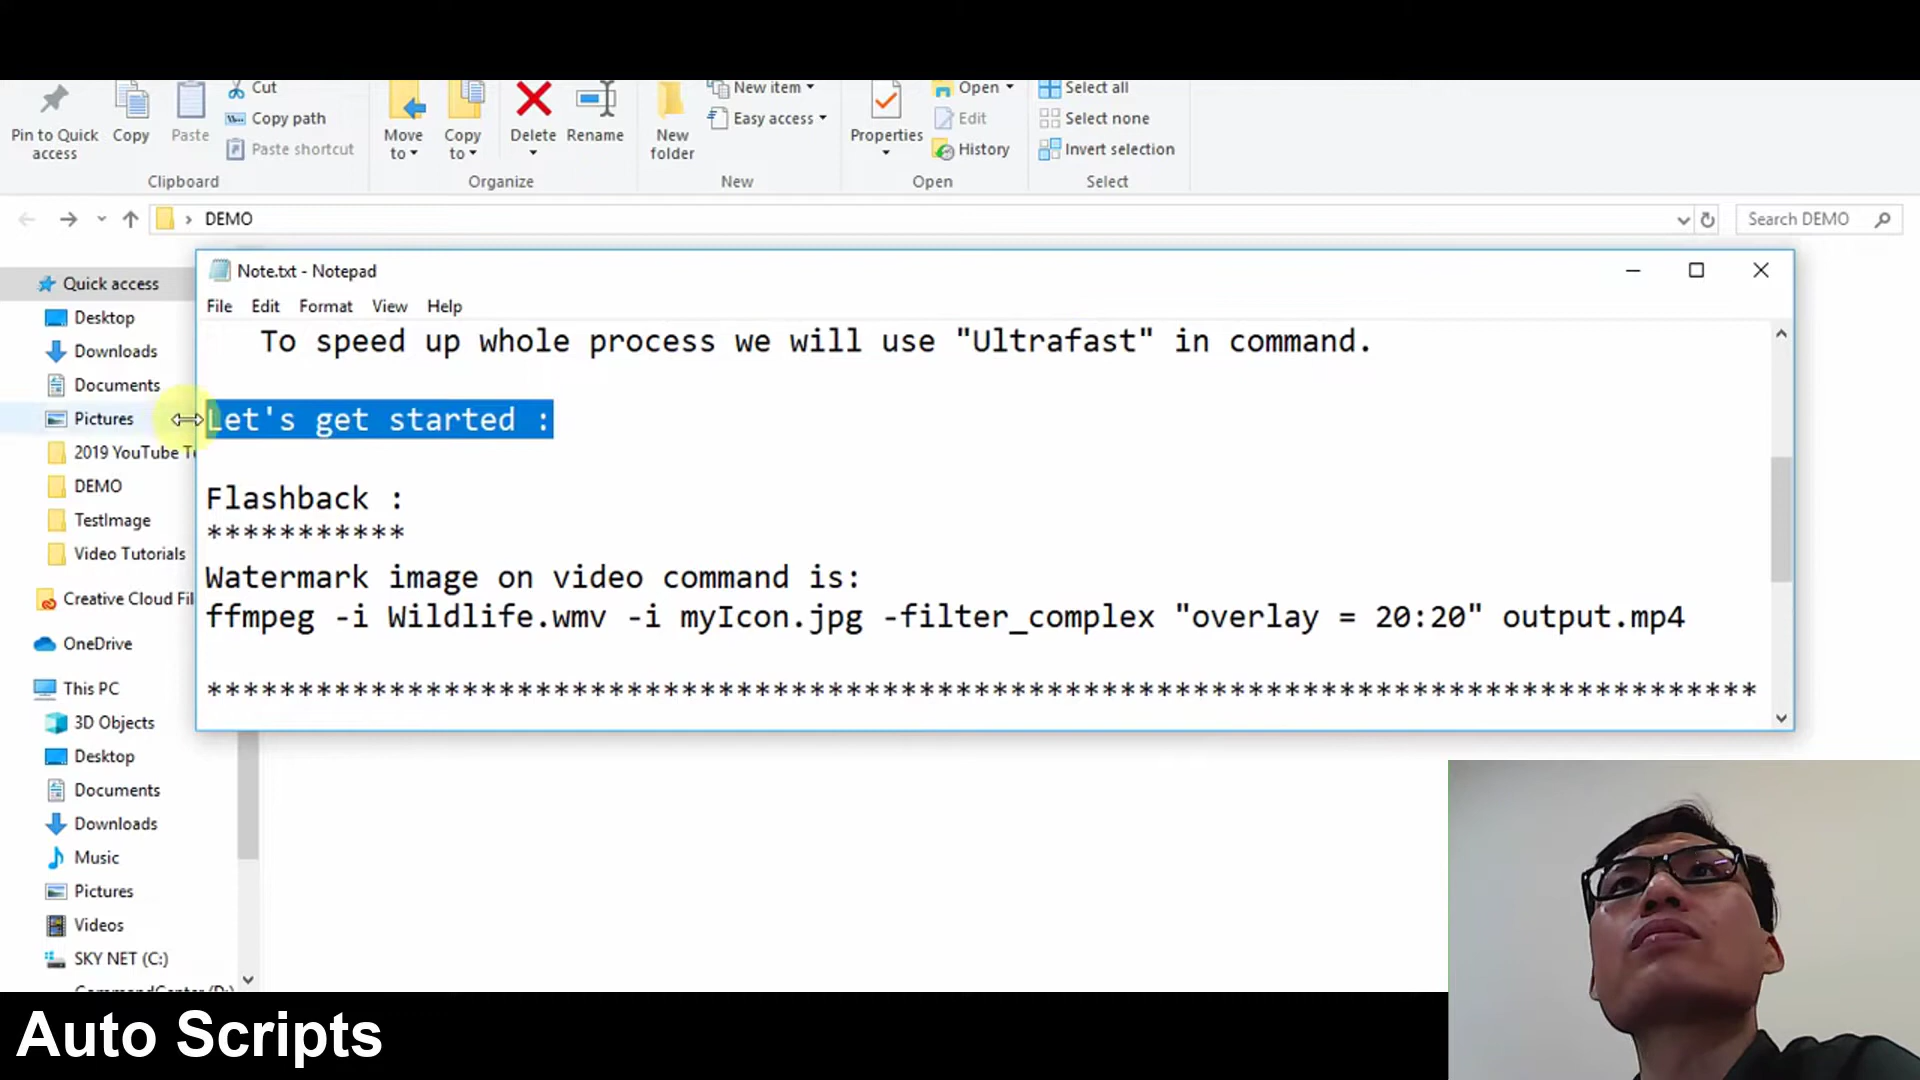 Cut
New item
Open
Select all
Copy path
Easy access
Edit
Select none
Pin to Quick access
Copy
Paste
Paste shortcut
Move to
Copy to
Delete
Rename
New folder
Properties
History
Invert selection
Clipboard
Organize
New
Open
Select
DEMO
Search DEMO
Note.txt - Notepad
File Edit Format View Help
To speed up whole process we will use "Ultrafast" in command.
Let's get started :
Flashback :
***********
Watermark image on video command is:
ffmpeg -i Wildlife.wmv -i myIcon.jpg -filter_complex "overlay = 20:20" output.mp4
*************************************************************************************
Quick access
Desktop
Downloads
Documents
Pictures
2019 YouTube T
DEMO
TestImage
Video Tutorials
Creative Cloud Fil
OneDrive
This PC
3D Objects
Desktop
Documents
Downloads
Music
Pictures
Videos
SKY NET (C:)
Auto Scripts